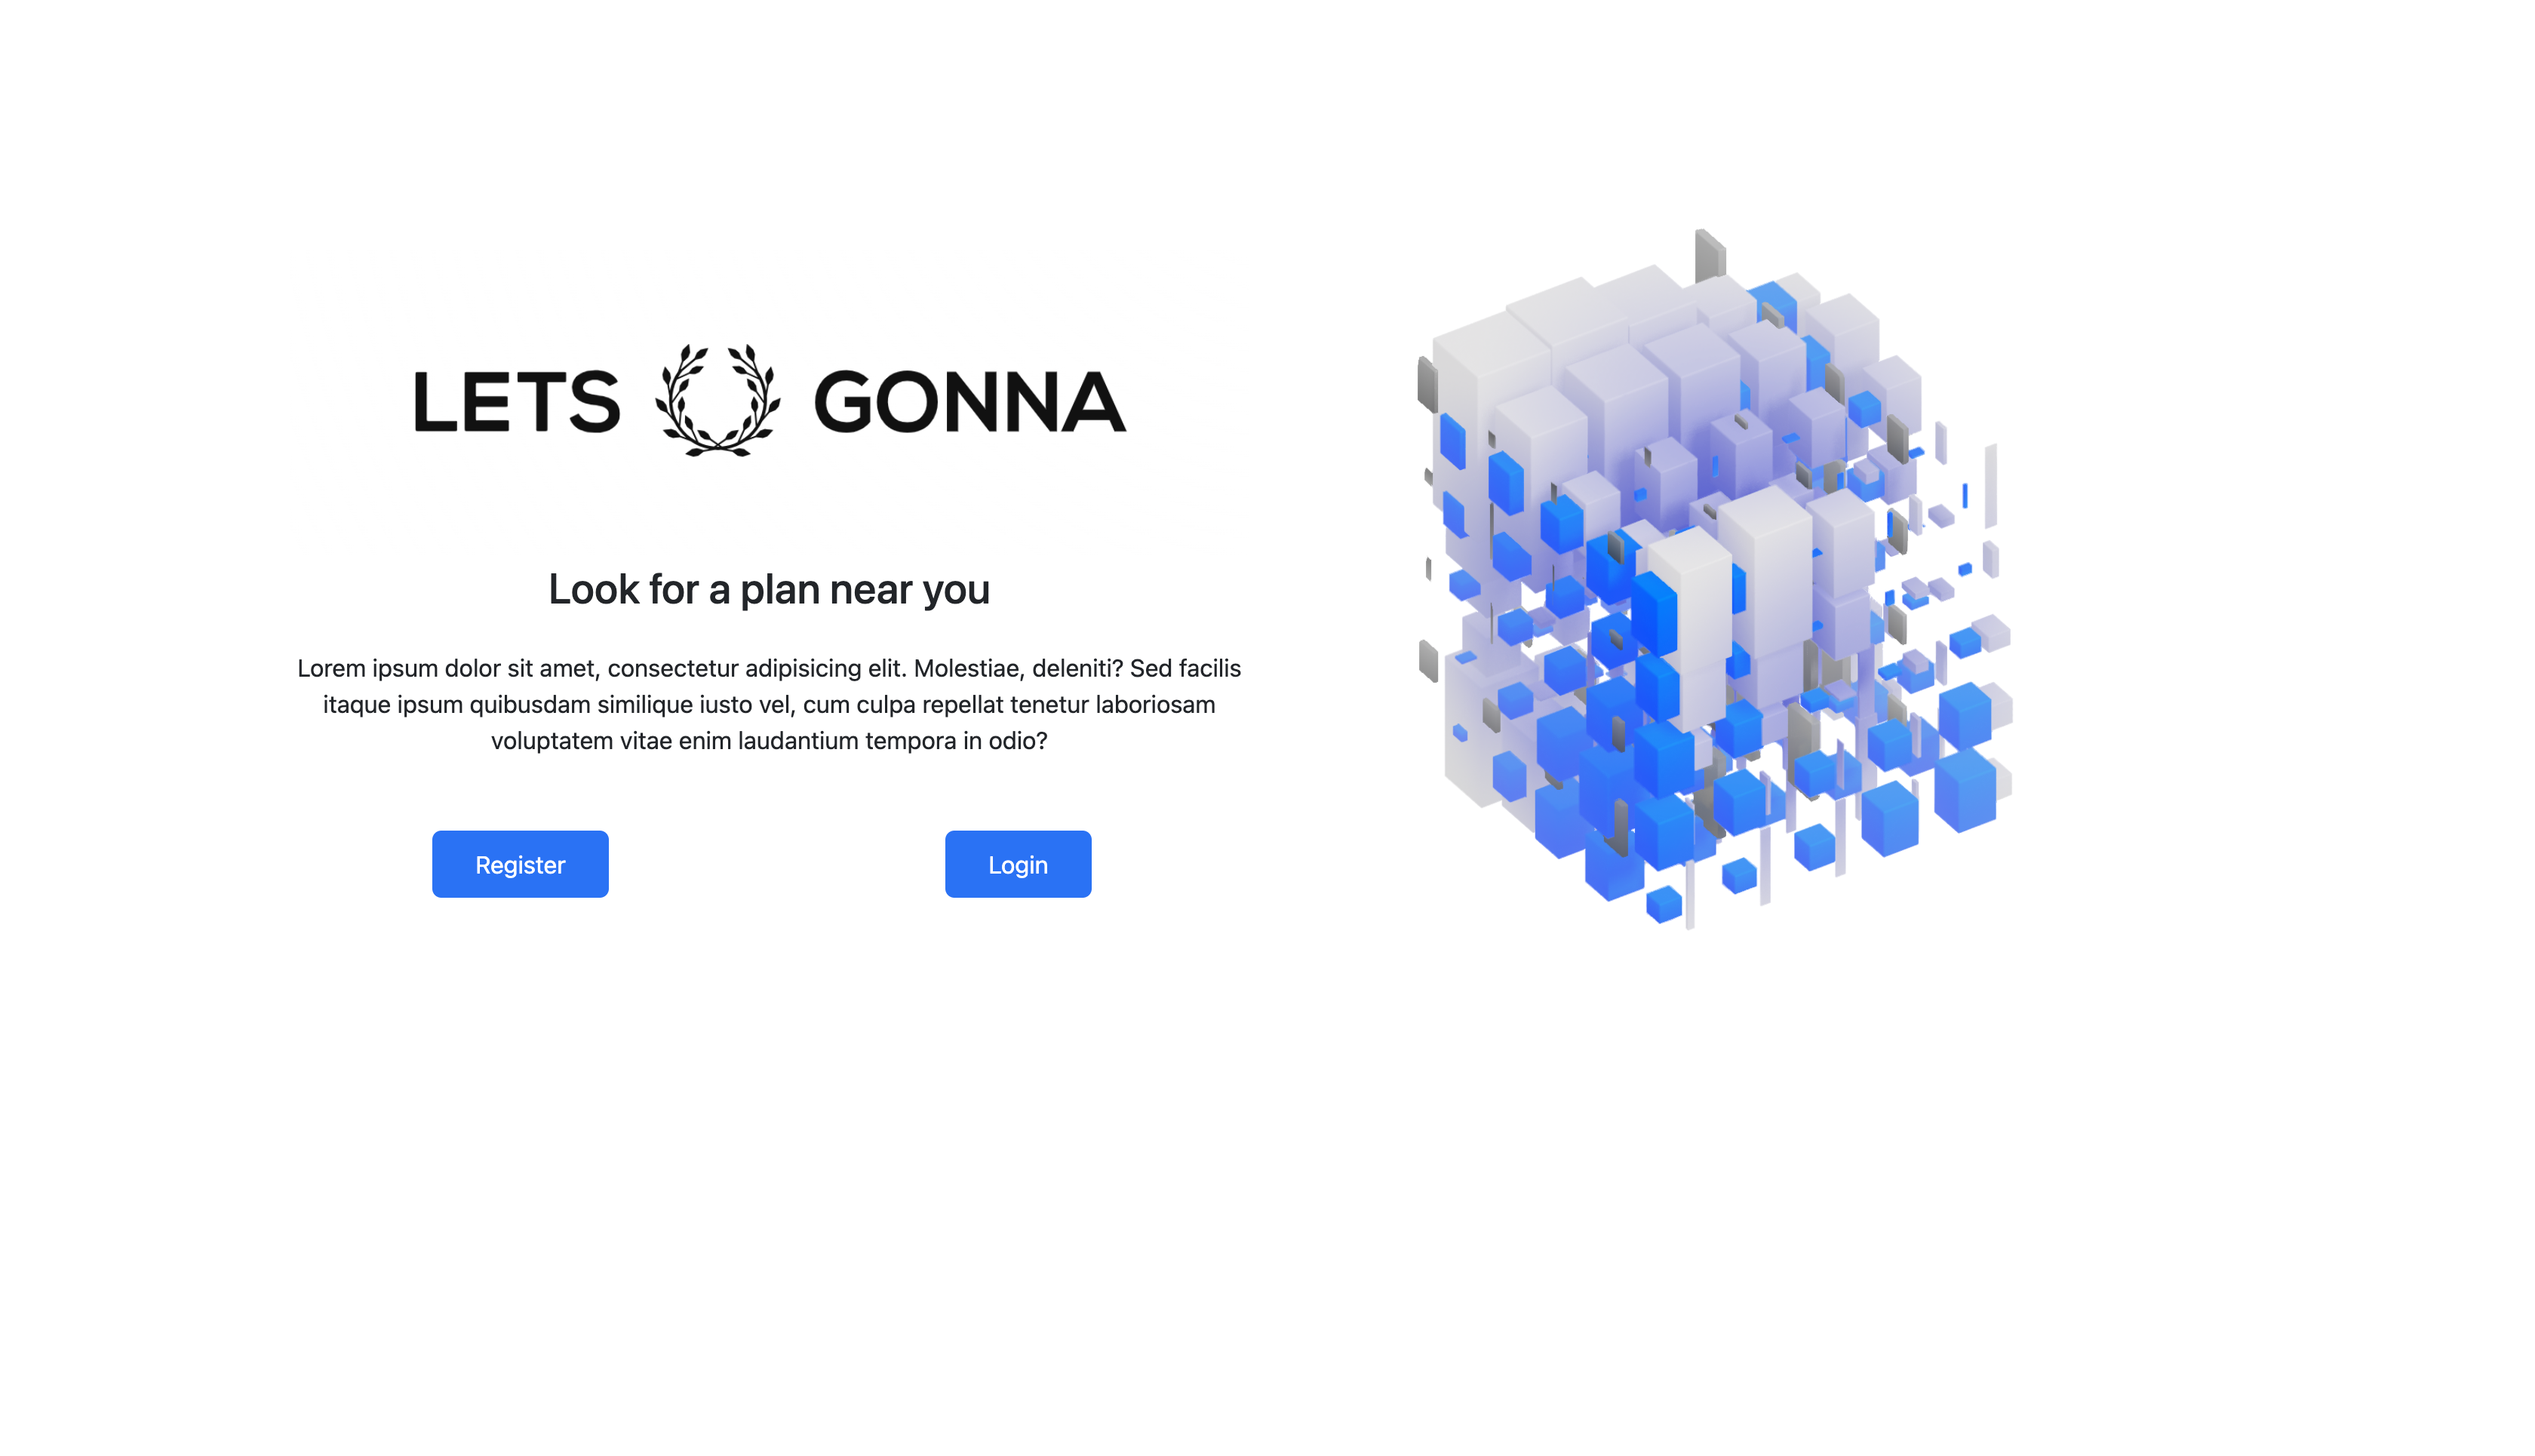 LETS GONNA
Look for a plan near you
Lorem ipsum dolor sit amet, consectetur adipisicing elit. Molestiae, deleniti? Sed facilis
itaque ipsum quibusdam similique iusto vel, cum culpa repellat tenetur laboriosam
voluptatem vitae enim laudantium tempora in odio?
Register
Login